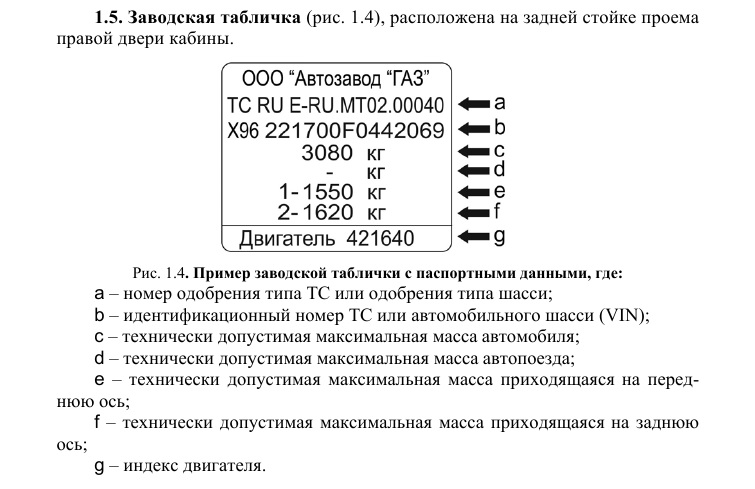 1.5. Заводская табличка (рис. 1.4), расположена на задней стойке проема
правой двери кабины.
ООО “Автозавод “ГАЗ”
ТС RU E-RU.MT02.00040 a
X96 221700F0442069 b
3080 кг c
- кг d
1-1550 кг e
2-1620 кг f
Двигатель 421640 g
Рис. 1.4. Пример заводской таблички с паспортными данными, где:
a – номер одобрения типа ТС или одобрения типа шасси;
b – идентификационный номер ТС или автомобильного шасси (VIN);
c – технически допустимая максимальная масса автомобиля;
d – технически допустимая максимальная масса автопоезда;
e – технически допустимая максимальная масса приходящаяся на перед-
нюю ось;
f – технически допустимая максимальная масса приходящаяся на заднюю
ось;
g – индекс двигателя.